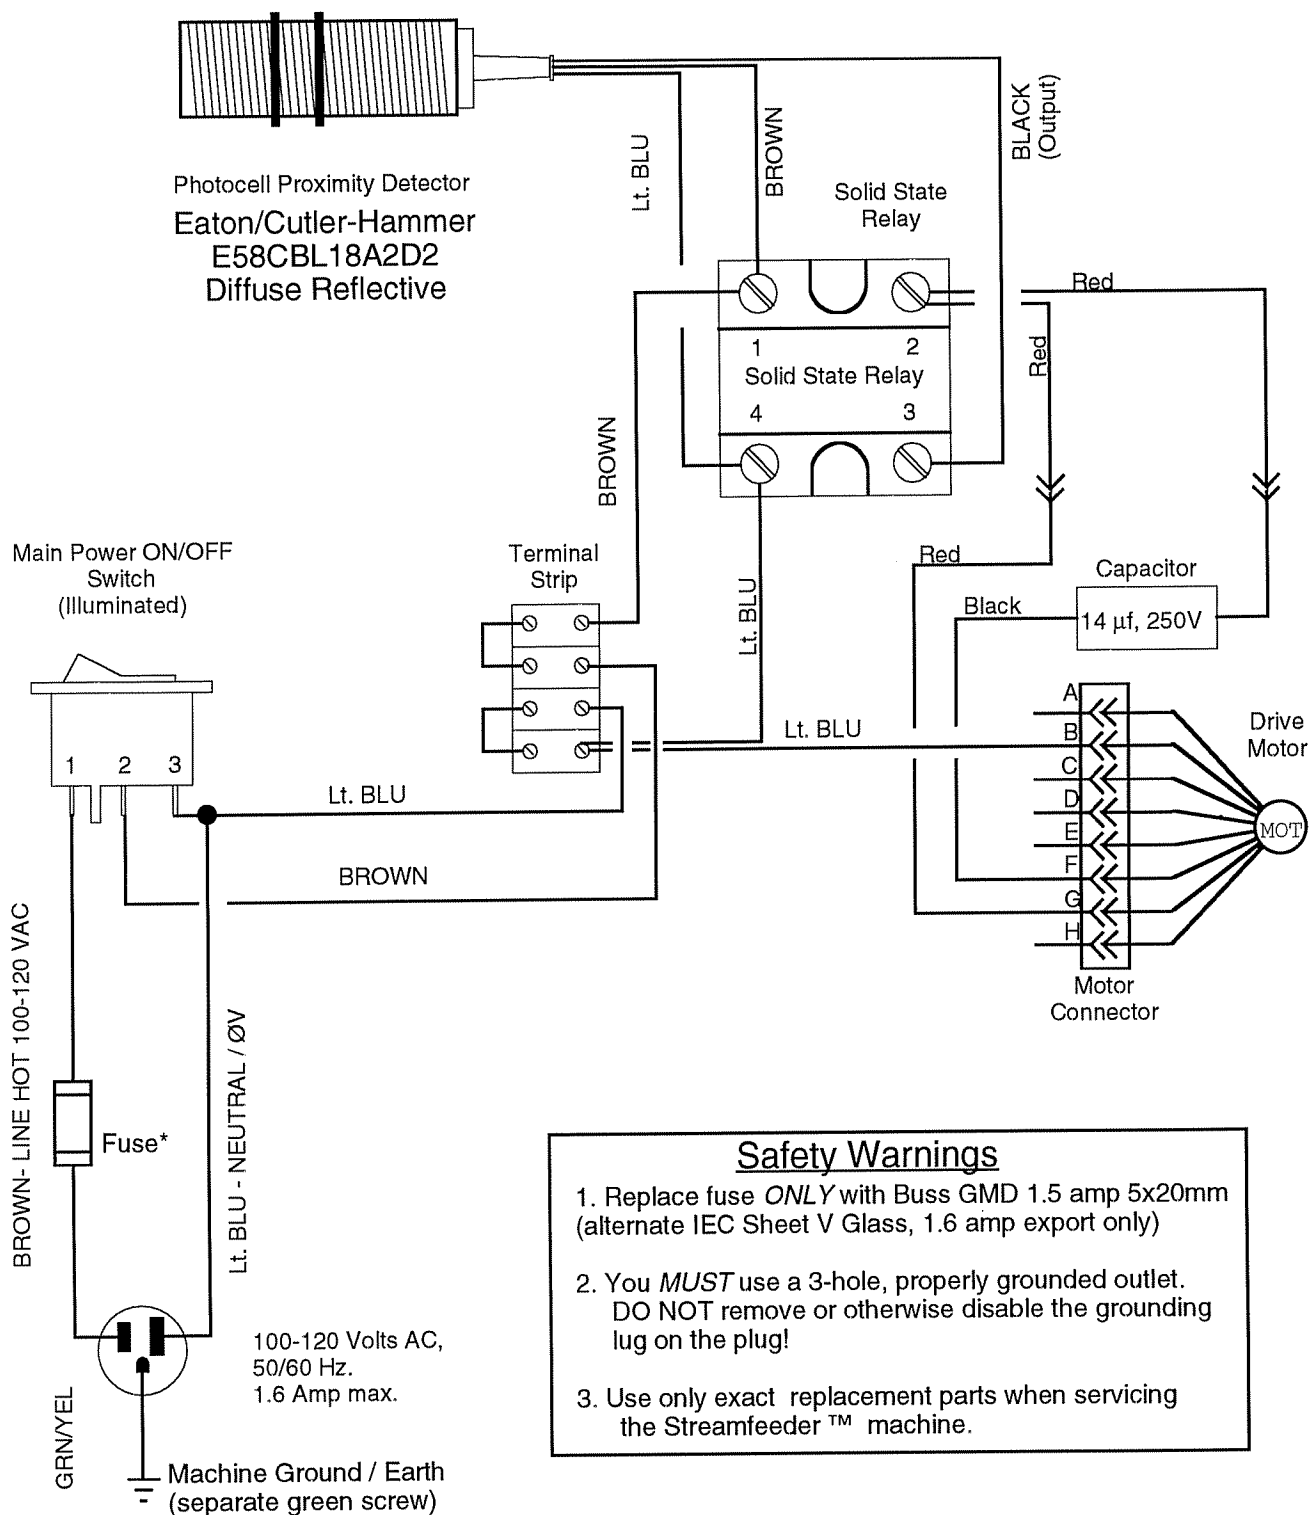 BLACK
(Output)
BROWN
Lt. BLU
Photocell Proximity Detector
Eaton/Cutler-Hammer
E58CBL18A2D2
Diffuse Reflective
Solid State
Relay
Red
Red
1
2
Solid State Relay
4
3
BROWN
Main Power ON/OFF
Switch
(Illuminated)
Terminal
Strip
Lt. BLU
Red
Black
Capacitor
14 µf, 250V
A
B
C
D
E
F
G
H
Lt. BLU
Drive
Motor
MOT
Motor
Connector
1
2
3
Lt. BLU
BROWN
BROWN- LINE HOT 100-120 VAC
Lt. BLU - NEUTRAL / ØV
Fuse*
100-120 Volts AC,
50/60 Hz.
1.6 Amp max.
GRN/YEL
Machine Ground / Earth
(separate green screw)
Safety Warnings
1. Replace fuse ONLY with Buss GMD 1.5 amp 5x20mm
(alternate IEC Sheet V Glass, 1.6 amp export only)
2. You MUST use a 3-hole, properly grounded outlet.
DO NOT remove or otherwise disable the grounding
lug on the plug!
3. Use only exact replacement parts when servicing
the Streamfeeder ™ machine.